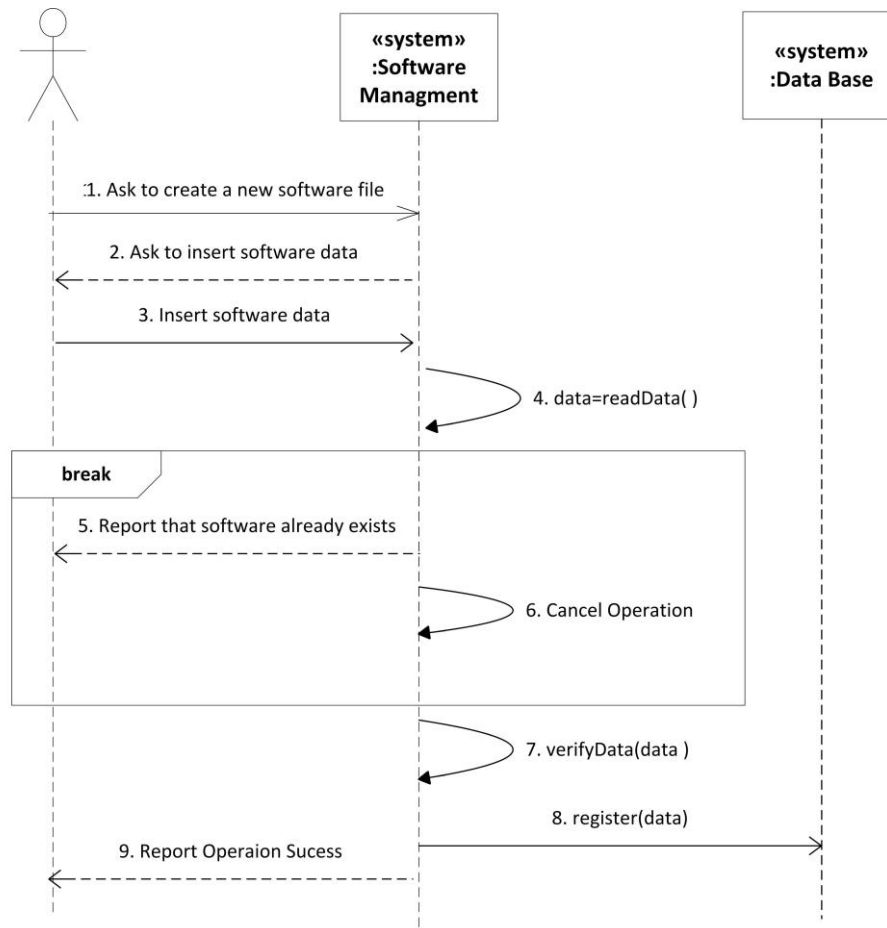 «system»
:Software
Managment
«system»
:Data Base
:1. Ask to create a new software file
2. Ask to insert software data
3. Insert software data
4. data=readData( )
break
5. Report that software already exists
6. Cancel Operation
7. verifyData(data )
8. register(data)
9. Report Operaion Sucess